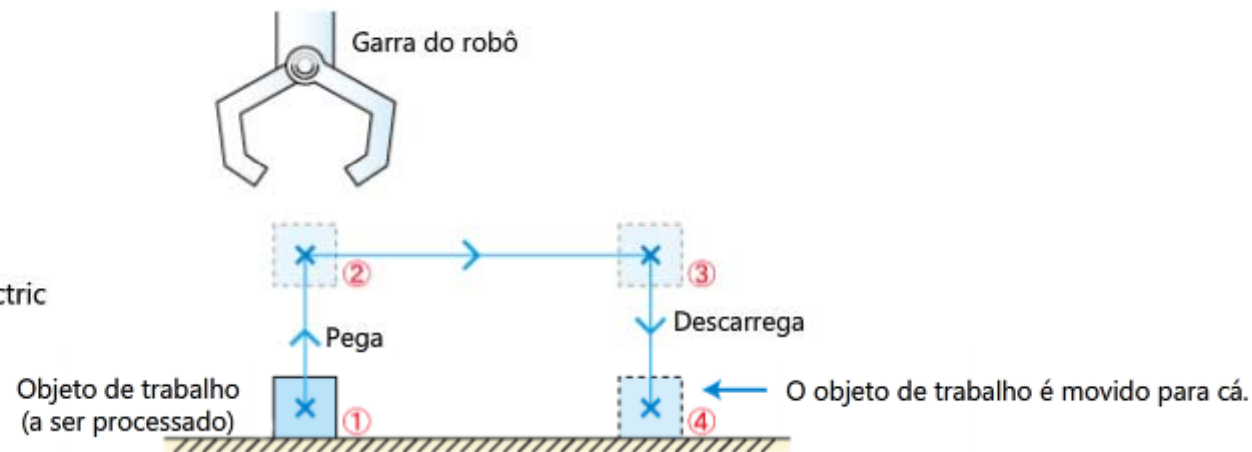 Garra do robô
②
③
ctric
Pega
Descarrega
Objeto de trabalho
(a ser processado)
①
④
O objeto de trabalho é movido para cá.